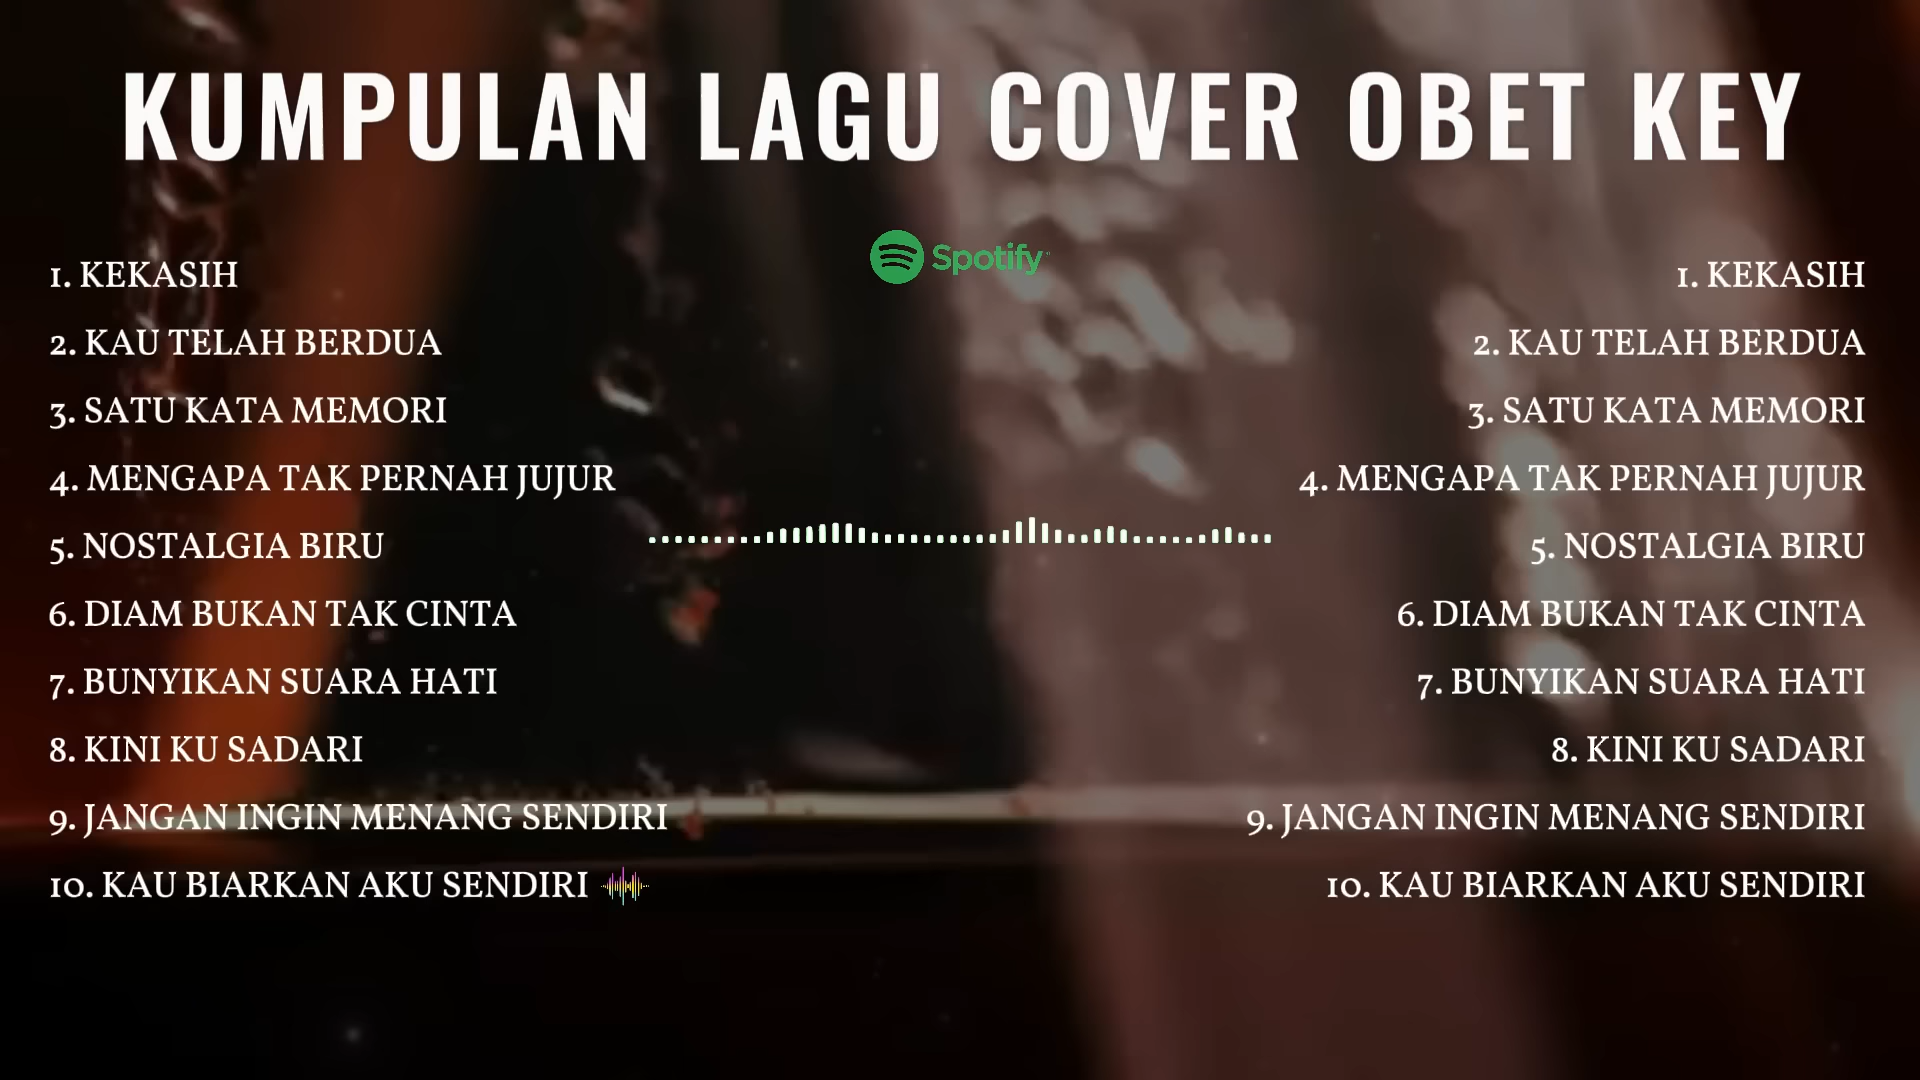 KUMPULAN LAGU COVER OBET KEY
Spotify
1. KEKASIH
2. KAU TELAH BERDUA
3. SATU KATA MEMORI
4. MENGAPA TAK PERNAH JUJUR
5. NOSTALGIA BIRU
6. DIAM BUKAN TAK CINTA
7. BUNYIKAN SUARA HATI
8. KINI KU SADARI
9. JANGAN INGIN MENANG SENDIRI
10. KAU BIARKAN AKU SENDIRI
1. KEKASIH
2. KAU TELAH BERDUA
3. SATU KATA MEMORI
4. MENGAPA TAK PERNAH JUJUR
5. NOSTALGIA BIRU
6. DIAM BUKAN TAK CINTA
7. BUNYIKAN SUARA HATI
8. KINI KU SADARI
9. JANGAN INGIN MENANG SENDIRI
10. KAU BIARKAN AKU SENDIRI